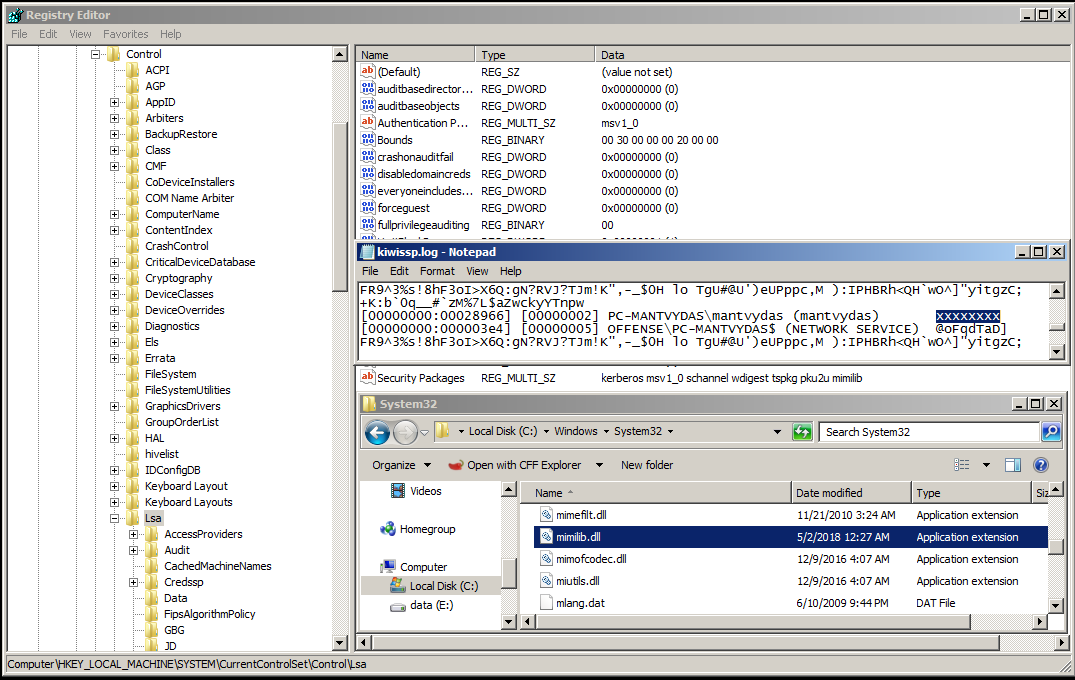 Registry Editor
File Edit View Favorites Help
Control
ACPI
AGP
AppID
Arbiters
BackupRestore
Class
CMF
CoDeviceInstallers
COM Name Arbiter
ComputerName
ContentIndex
CrashControl
CriticalDeviceDatabase
Cryptography
DeviceClasses
DeviceOverrides
Diagnostics
Els
Errata
FileSystem
FileSystemUtilities
GraphicsDrivers
GroupOrderList
HAL
hivelist
IDConfigDB
Keyboard Layout
Keyboard Layouts
Lsa
AccessProviders
Audit
CachedMachineNames
Credssp
Data
FipsAlgorithmPolicy
GBG
JD
Name Type Data
(Default) REG_SZ (value not set)
auditbasedirector... REG_DWORD 0x00000000 (0)
auditbaseobjects REG_DWORD 0x00000000 (0)
Authentication P... REG_MULTI_SZ msv1_0
Bounds REG_BINARY 00 30 00 00 00 20 00 00
crashonauditfail REG_DWORD 0x00000000 (0)
disabledomaincreds REG_DWORD 0x00000000 (0)
everyoneincludes... REG_DWORD 0x00000000 (0)
forceguest REG_DWORD 0x00000000 (0)
fullprivilegeauditing REG_BINARY 00
kiwissp.log - Notepad
File Edit Format View Help
FR9^3%s!8hF3oI>X6Q:gN?RVJ?TJm!K",-_$OH lo TgU#@U')eUPppc,M ):IPHBRh<QH`wO^]"yitgzC;
+K:b`0q__#`zM%7L$aZwckyYTnpw
[00000000:00028966] [00000002] PC-MANTVYDAS\mantvydas (mantvydas) xxxxxxxx
[00000000:000003e4] [00000005] OFFENSE\PC-MANTVYDAS$ (NETWORK SERVICE) @oFqdTaD]
FR9^3%s!8hF3oI>X6Q:gN?RVJ?TJm!K",-_$OH lo TgU#@U')eUPppc,M ):IPHBRh<QH`wO^]"yitgzC;
Security Packages REG_MULTI_SZ kerberos msv1_0 schannel wdigest tspkg pku2u mimilib
System32
Local Disk (C:) Windows System32 Search System32
Organize Open with CFF Explorer New folder
Videos
Homegroup
Computer
Local Disk (C:)
data (E:)
Name Date modified Type Siz
mimefilt.dll 11/21/2010 3:24 AM Application extension
mimilib.dll 5/2/2018 12:27 AM Application extension
mimofcodec.dll 12/9/2016 4:07 AM Application extension
miutils.dll 12/9/2016 4:07 AM Application extension
mlang.dat 6/10/2009 9:44 PM DAT File
Computer\HKEY_LOCAL_MACHINE\SYSTEM\CurrentControlSet\Control\Lsa